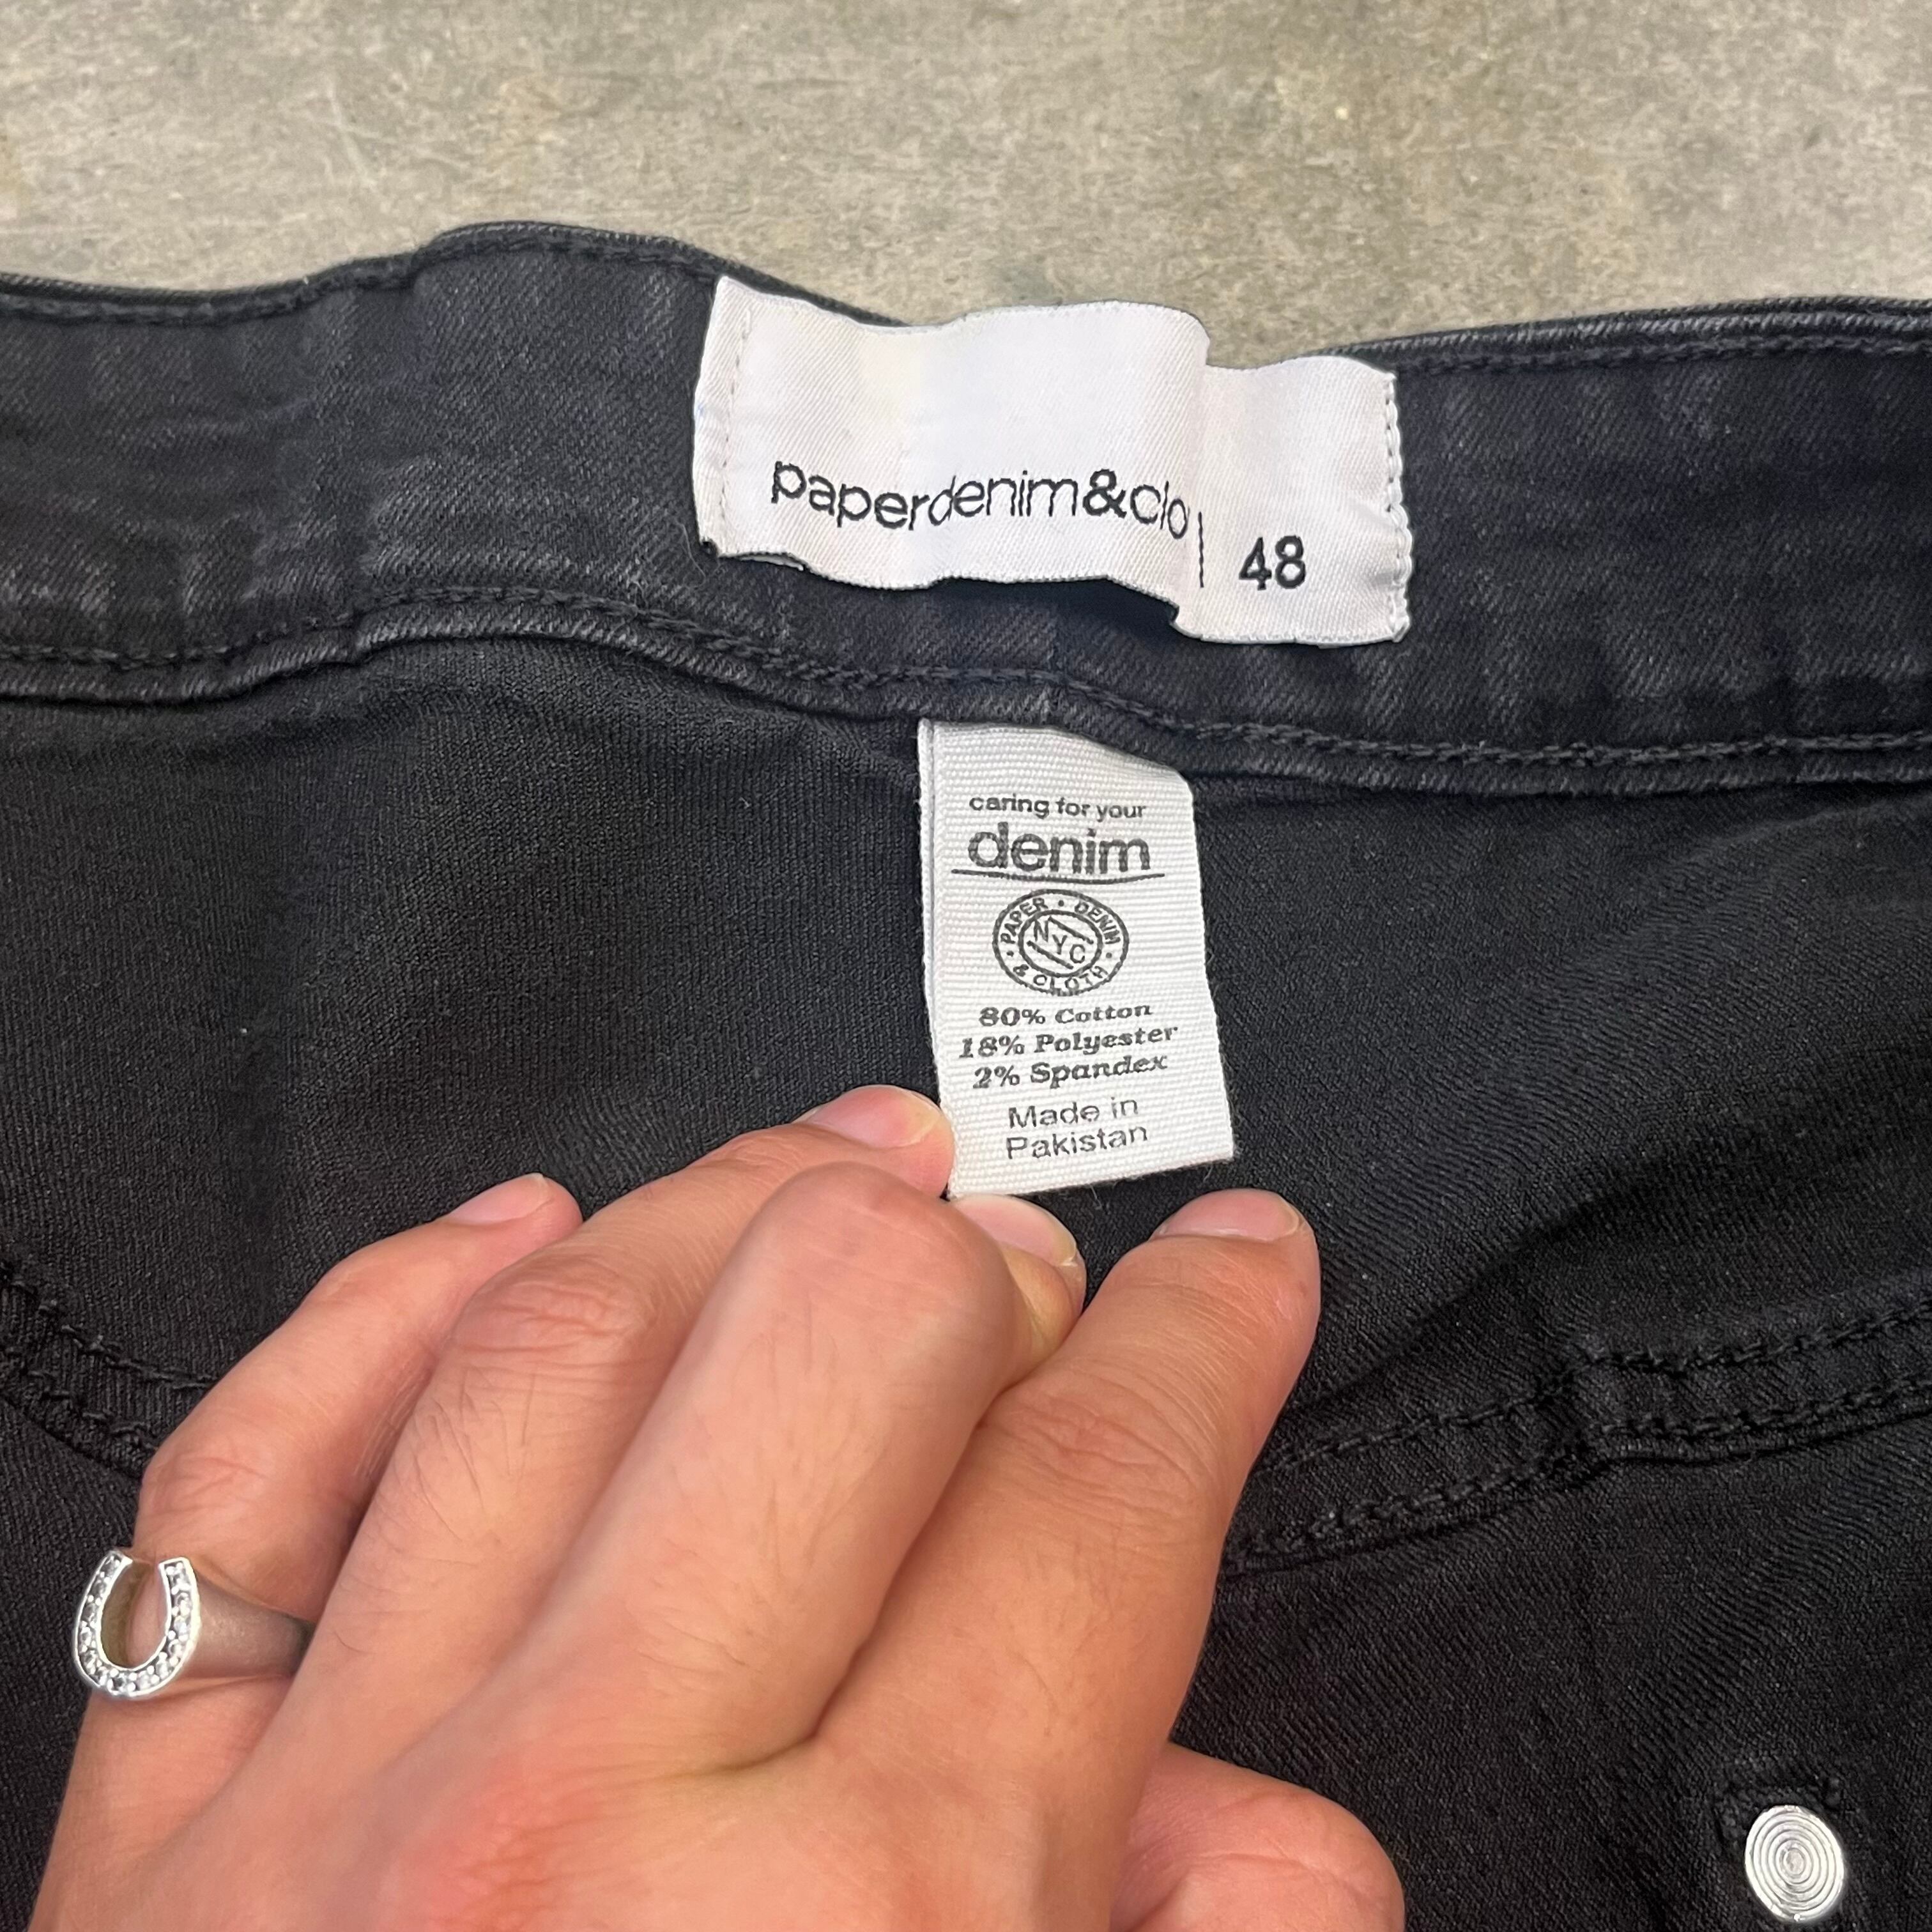 paperdenim&clo
48
caring for your
denim
PAPER · DENIM
NYC
& CLOTH
80% Cotton
18% Polyester
2% Spandex
Made in
Pakistan